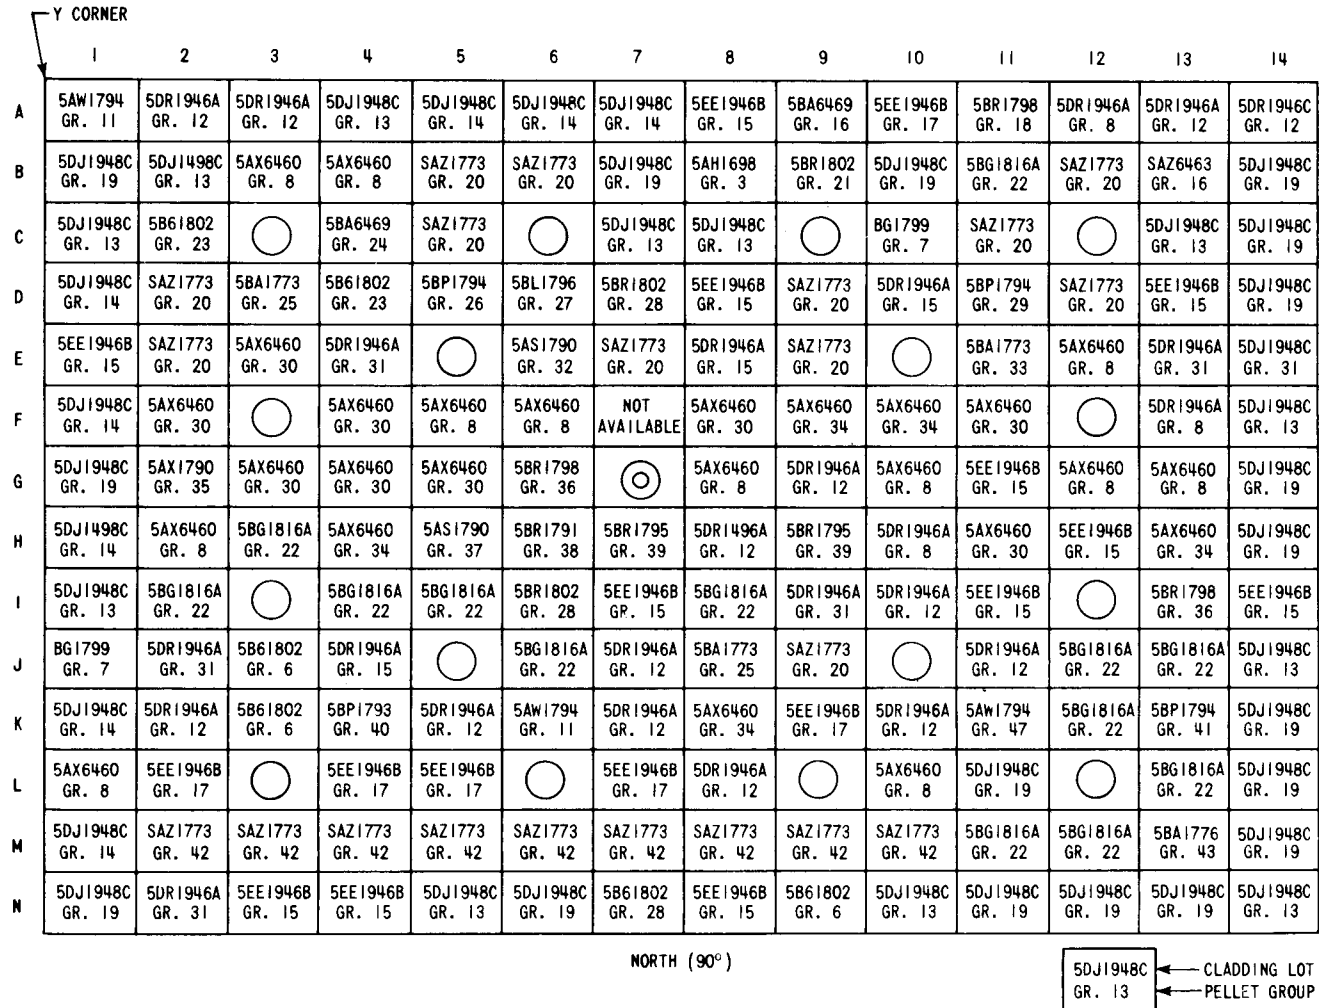 Y CORNER
1 2 3 4 5 6 7 8 9 10 11 12 13 14
A
5AW1794 5DR1946A 5DR1946A 5DJ1948C 5DJ1948C 5DJ1948C 5DJ1948C 5EE1946B 5BA6469 5EE1946B 5BR1798 5DR1946A 5DR1946A 5DR1946C
GR. 11 GR. 12 GR. 12 GR. 13 GR. 14 GR. 14 GR. 14 GR. 15 GR. 16 GR. 17 GR. 18 GR. 8 GR. 12 GR. 12
B
5DJ1948C 5DJ1498C 5AX6460 5AX6460 SAZ1773 SAZ1773 5DJ1948C 5AH1698 5BR1802 5DJ1948C 5BG1816A SAZ1773 SAZ6463 5DJ1948C
GR. 19 GR. 13 GR. 8 GR. 8 GR. 20 GR. 20 GR. 19 GR. 3 GR. 21 GR. 19 GR. 22 GR. 20 GR. 16 GR. 19
C
5DJ1948C 5B61802 5BA6469 SAZ1773 5DJ1948C 5DJ1948C BG1799 SAZ1773 5DJ1948C 5DJ1948C
GR. 13 GR. 23 GR. 24 GR. 20 GR. 13 GR. 13 GR. 7 GR. 20 GR. 13 GR. 19
D
5DJ1948C SAZ1773 5BA1773 5B61802 5BP1794 5BL1796 5BR1802 5EE1946B SAZ1773 5DR1946A 5BP1794 SAZ1773 5EE1946B 5DJ1948C
GR. 14 GR. 20 GR. 25 GR. 23 GR. 26 GR. 27 GR. 28 GR. 15 GR. 20 GR. 15 GR. 29 GR. 20 GR. 15 GR. 19
E
5EE1946B SAZ1773 5AX6460 5DR1946A 5AS1790 SAZ1773 5DR1946A SAZ1773 5BA1773 5AX6460 5DR1946A 5DJ1948C
GR. 15 GR. 20 GR. 30 GR. 31 GR. 32 GR. 20 GR. 15 GR. 20 GR. 33 GR. 8 GR. 31 GR. 31
F
5DJ1948C 5AX6460 5AX6460 5AX6460 5AX6460 NOT 5AX6460 5AX6460 5AX6460 5AX6460 5DR1946A 5DJ1948C
GR. 14 GR. 30 GR. 30 GR. 8 GR. 8 AVAILABLE GR. 30 GR. 34 GR. 34 GR. 30 GR. 8 GR. 13
G
5DJ1948C 5AX1790 5AX6460 5AX6460 5AX6460 5BR1798 5AX6460 5DR1946A 5AX6460 5EE1946B 5AX6460 5AX6460 5DJ1948C
GR. 19 GR. 35 GR. 30 GR. 30 GR. 30 GR. 36 GR. 8 GR. 12 GR. 8 GR. 15 GR. 8 GR. 8 GR. 19
H
5DJ1498C 5AX6460 5BG1816A 5AX6460 5AS1790 5BR1791 5BR1795 5DR1496A 5BR1795 5DR1946A 5AX6460 5EE1946B 5AX6460 5DJ1948C
GR. 14 GR. 8 GR. 22 GR. 34 GR. 37 GR. 38 GR. 39 GR. 12 GR. 39 GR. 8 GR. 30 GR. 15 GR. 34 GR. 19
I
5DJ1948C 5BG1816A 5BG1816A 5BG1816A 5BR1802 5EE1946B 5BG1816A 5DR1946A 5DR1946A 5EE1946B 5BR1798 5EE1946B
GR. 13 GR. 22 GR. 22 GR. 22 GR. 28 GR. 15 GR. 22 GR. 31 GR. 12 GR. 15 GR. 36 GR. 15
J
BG1799 5DR1946A 5B61802 5DR1946A 5BG1816A 5DR1946A 5BA1773 SAZ1773 5DR1946A 5BG1816A 5BG1816A 5DJ1948C
GR. 7 GR. 31 GR. 6 GR. 15 GR. 22 GR. 12 GR. 25 GR. 20 GR. 12 GR. 22 GR. 22 GR. 13
K
5DJ1948C 5DR1946A 5B61802 5BP1793 5DR1946A 5AW1794 5DR1946A 5AX6460 5EE1946B 5DR1946A 5AW1794 5BG1816A 5BP1794 5DJ1948C
GR. 14 GR. 12 GR. 6 GR. 40 GR. 12 GR. 11 GR. 12 GR. 34 GR. 17 GR. 12 GR. 47 GR. 22 GR. 41 GR. 19
L
5AX6460 5EE1946B 5EE1946B 5EE1946B 5EE1946B 5DR1946A 5AX6460 5DJ1948C 5BG1816A 5DJ1948C
GR. 8 GR. 17 GR. 17 GR. 17 GR. 17 GR. 12 GR. 8 GR. 19 GR. 22 GR. 19
M
5DJ1948C SAZ1773 SAZ1773 SAZ1773 SAZ1773 SAZ1773 SAZ1773 SAZ1773 SAZ1773 SAZ1773 5BG1816A 5BG1816A 5BA1776 5DJ1948C
GR. 14 GR. 42 GR. 42 GR. 42 GR. 42 GR. 42 GR. 42 GR. 42 GR. 42 GR. 42 GR. 22 GR. 22 GR. 43 GR. 19
N
5DJ1948C 5DR1946A 5EE1946B 5EE1946B 5DJ1948C 5DJ1948C 5B61802 5EE1946B 5B61802 5DJ1948C 5DJ1948C 5DJ1948C 5DJ1948C 5DJ1948C
GR. 19 GR. 31 GR. 15 GR. 15 GR. 13 GR. 19 GR. 28 GR. 15 GR. 6 GR. 13 GR. 19 GR. 19 GR. 19 GR. 13
NORTH (90°)
5DJ1948C CLADDING LOT
GR. 13 PELLET GROUP